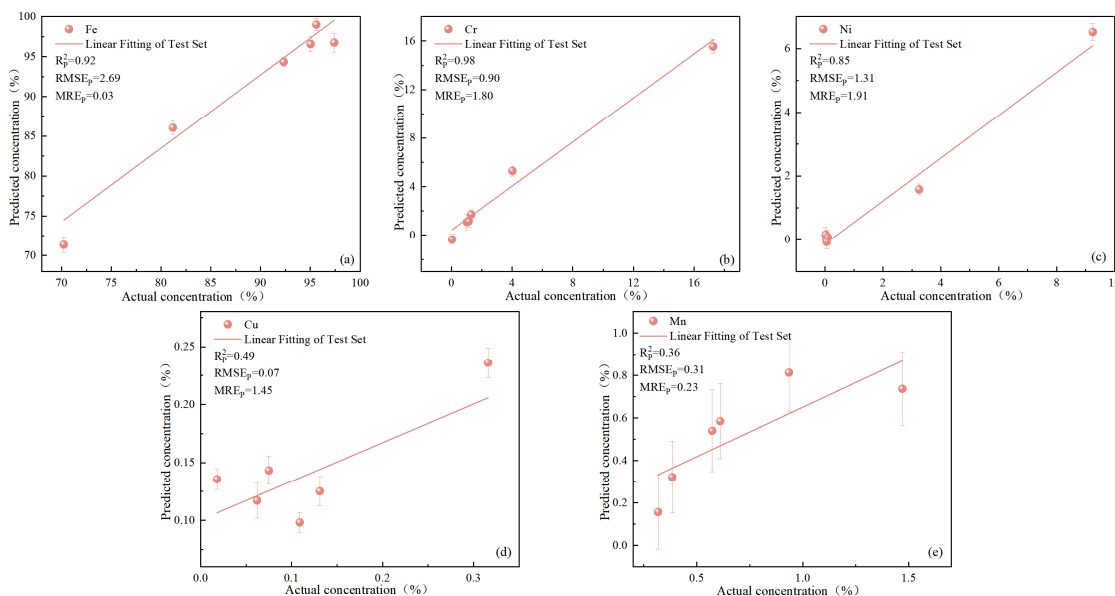 Fe
Linear Fitting of Test Set
R²P=0.92
RMSEP=2.69
MREP=0.03
100
95
90
85
80
75
70
Predicted concentration (%)
70 75 80 85 90 95 100
Actual concentration (%)
(a)
Cr
Linear Fitting of Test Set
R²P=0.98
RMSEP=0.90
MREP=1.80
16
12
8
4
0
Predicted concentration (%)
0 4 8 12 16
Actual concentration (%)
(b)
Ni
Linear Fitting of Test Set
R²P=0.85
RMSEP=1.31
MREP=1.91
6
4
2
0
Predicted concentration (%)
0 2 4 6 8 10
Actual concentration (%)
(c)
Cu
Linear Fitting of Test Set
R²P=0.49
RMSEP=0.07
MREP=1.45
0.25
0.20
0.15
0.10
Predicted concentration (%)
0.0 0.1 0.2 0.3
Actual concentration (%)
(d)
Mn
Linear Fitting of Test Set
R²P=0.36
RMSEP=0.31
MREP=0.23
1.0
0.8
0.6
0.4
0.2
0.0
Predicted concentration (%)
0.5 1.0 1.5
Actual concentration (%)
(e)